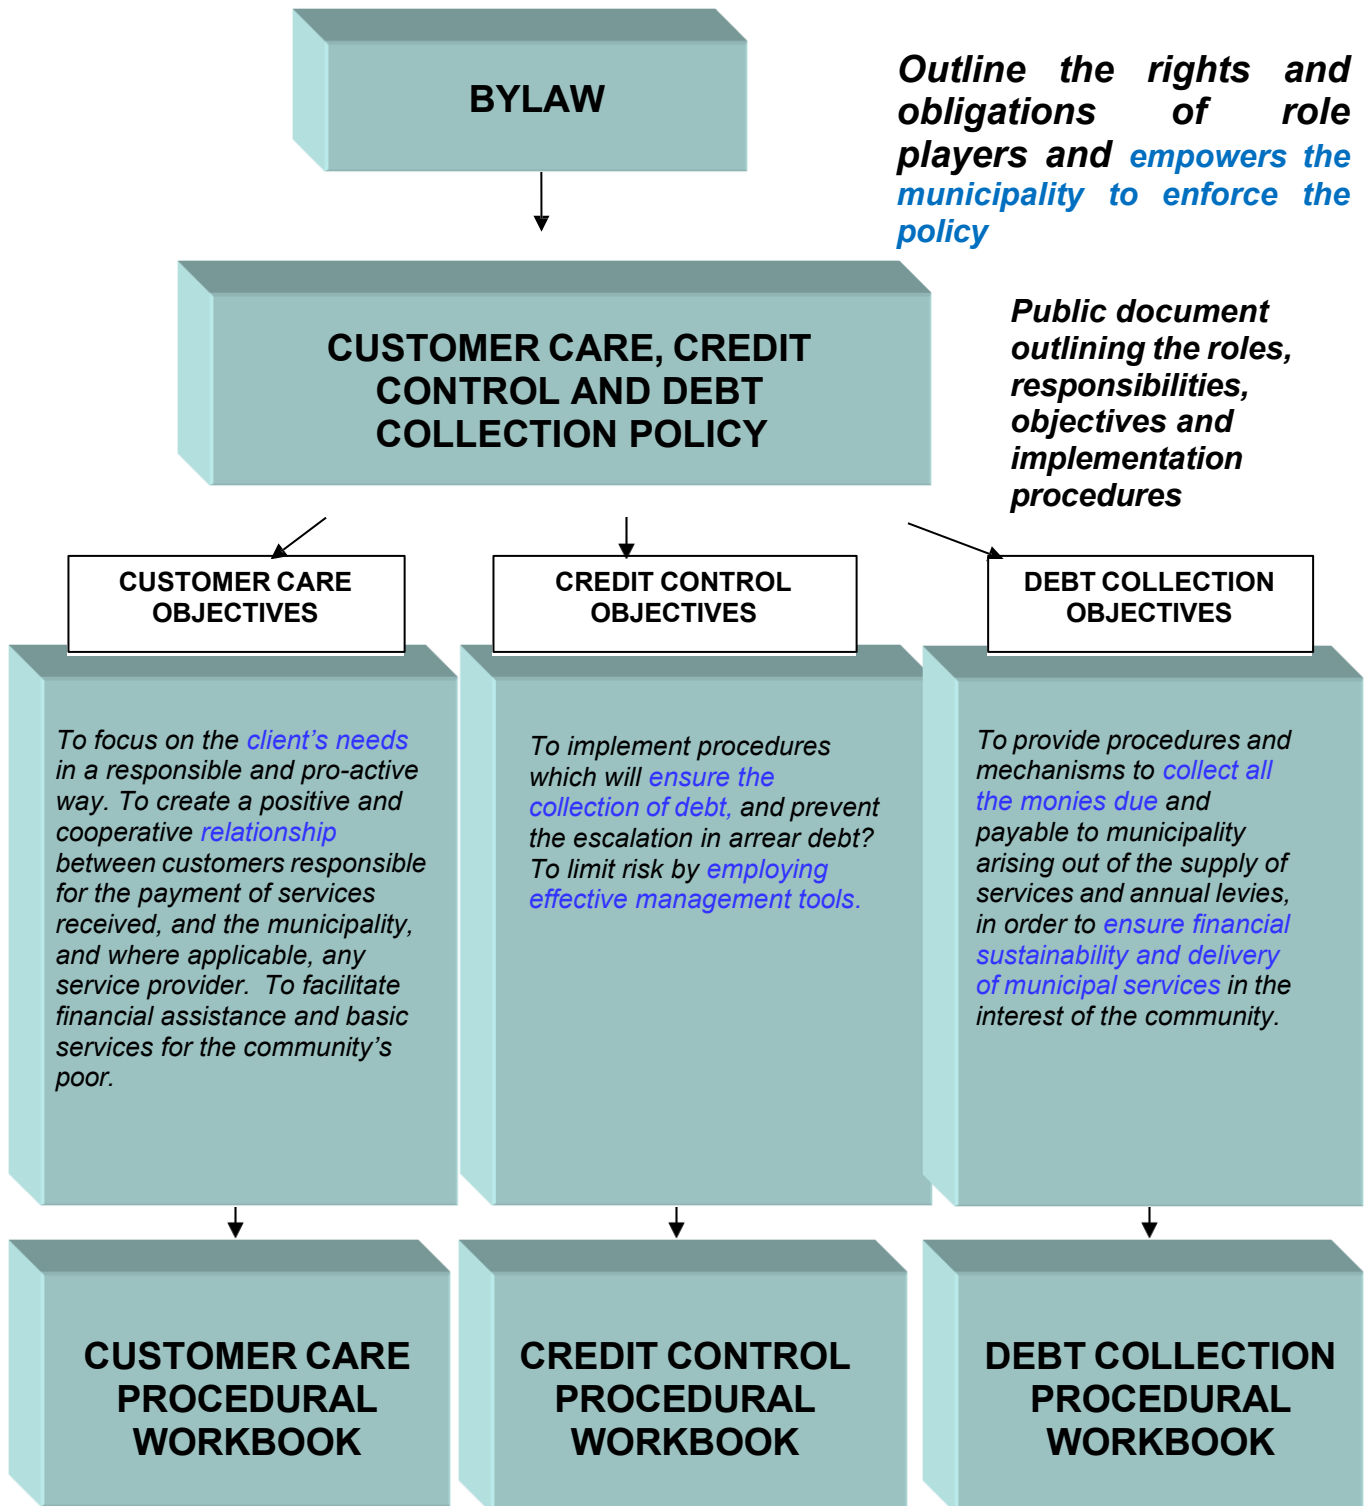 BYLAW
Outline the rights and
obligations of role
players and empowers the
municipality to enforce the
policy
CUSTOMER CARE, CREDIT
CONTROL AND DEBT
COLLECTION POLICY
Public document
outlining the roles,
responsibilities,
objectives and
implementation
procedures
CUSTOMER CARE
OBJECTIVES
To focus on the client’s needs
in a responsible and pro-active
way. To create a positive and
cooperative relationship
between customers responsible
for the payment of services
received, and the municipality,
and where applicable, any
service provider.  To facilitate
financial assistance and basic
services for the community’s
poor.
CREDIT CONTROL
OBJECTIVES
To implement procedures
which will ensure the
collection of debt, and prevent
the escalation in arrear debt?
To limit risk by employing
effective management tools.
DEBT COLLECTION
OBJECTIVES
To provide procedures and
mechanisms to collect all
the monies due and
payable to municipality
arising out of the supply of
services and annual levies,
in order to ensure financial
sustainability and delivery
of municipal services in the
interest of the community.
CUSTOMER CARE
PROCEDURAL
WORKBOOK
CREDIT CONTROL
PROCEDURAL
WORKBOOK
DEBT COLLECTION
PROCEDURAL
WORKBOOK